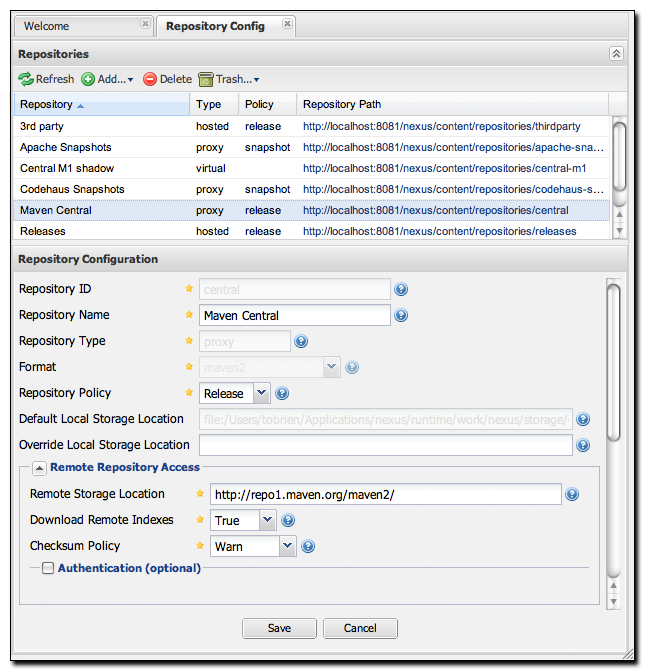 Welcome
Repository Config
Repositories
Refresh Add... Delete Trash...
Repository Type Policy Repository Path
3rd party hosted release http://localhost:8081/nexus/content/repositories/thirdparty
Apache Snapshots proxy snapshot http://localhost:8081/nexus/content/repositories/apache-sna...
Central M1 shadow virtual http://localhost:8081/nexus/content/repositories/central-m1
Codehaus Snapshots proxy snapshot http://localhost:8081/nexus/content/repositories/codehaus-s...
Maven Central proxy release http://localhost:8081/nexus/content/repositories/central
Releases hosted release http://localhost:8081/nexus/content/repositories/releases
Repository Configuration
Repository ID central
Repository Name Maven Central
Repository Type proxy
Format maven2
Repository Policy Release
Default Local Storage Location file:/Users/tobrien/Applications/nexus/runtime/work/nexus/storage/
Override Local Storage Location
Remote Repository Access
Remote Storage Location http://repo1.maven.org/maven2/
Download Remote Indexes True
Checksum Policy Warn
Authentication (optional)
Save Cancel